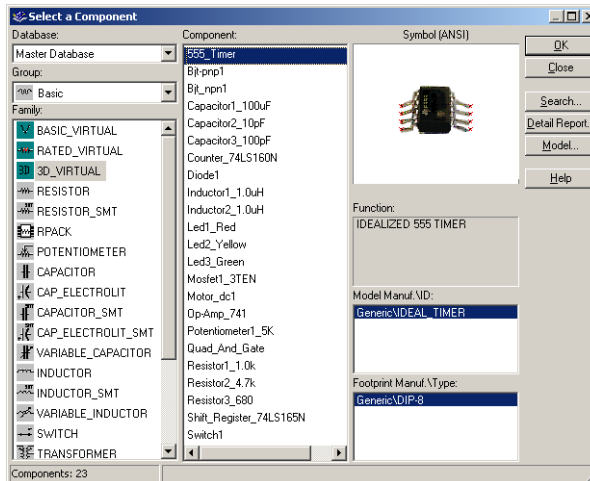 Select a Component
Database:
Master Database
Group:
Basic
Family:
BASIC_VIRTUAL
RATED_VIRTUAL
3D 3D_VIRTUAL
RESISTOR
RESISTOR_SMT
RPACK
POTENTIOMETER
CAPACITOR
CAP_ELECTROLIT
CAPACITOR_SMT
CAP_ELECTROLIT_SMT
VARIABLE_CAPACITOR
INDUCTOR
INDUCTOR_SMT
VARIABLE_INDUCTOR
SWITCH
TRANSFORMER
Component:
555_Timer
Bjt-pnp1
Bjt_npn1
Capacitor1_100uF
Capacitor2_10pF
Capacitor3_100pF
Counter_74LS160N
Diode1
Inductor1_1.0uH
Inductor2_1.0uH
Led1_Red
Led2_Yellow
Led3_Green
Mosfet1_3TEN
Motor_dc1
Op-Amp_741
Potentiometer1_5K
Quad_And_Gate
Resistor1_1.0k
Resistor2_4.7k
Resistor3_680
Shift_Register_74LS165N
Switch1
Symbol (ANSI)
Function:
IDEALIZED 555 TIMER
Model Manuf.\ID:
Generic\IDEAL_TIMER
Footprint Manuf.\Type:
Generic\DIP-8
OK
Close
Search...
Detail Report...
Model...
Help
Components: 23